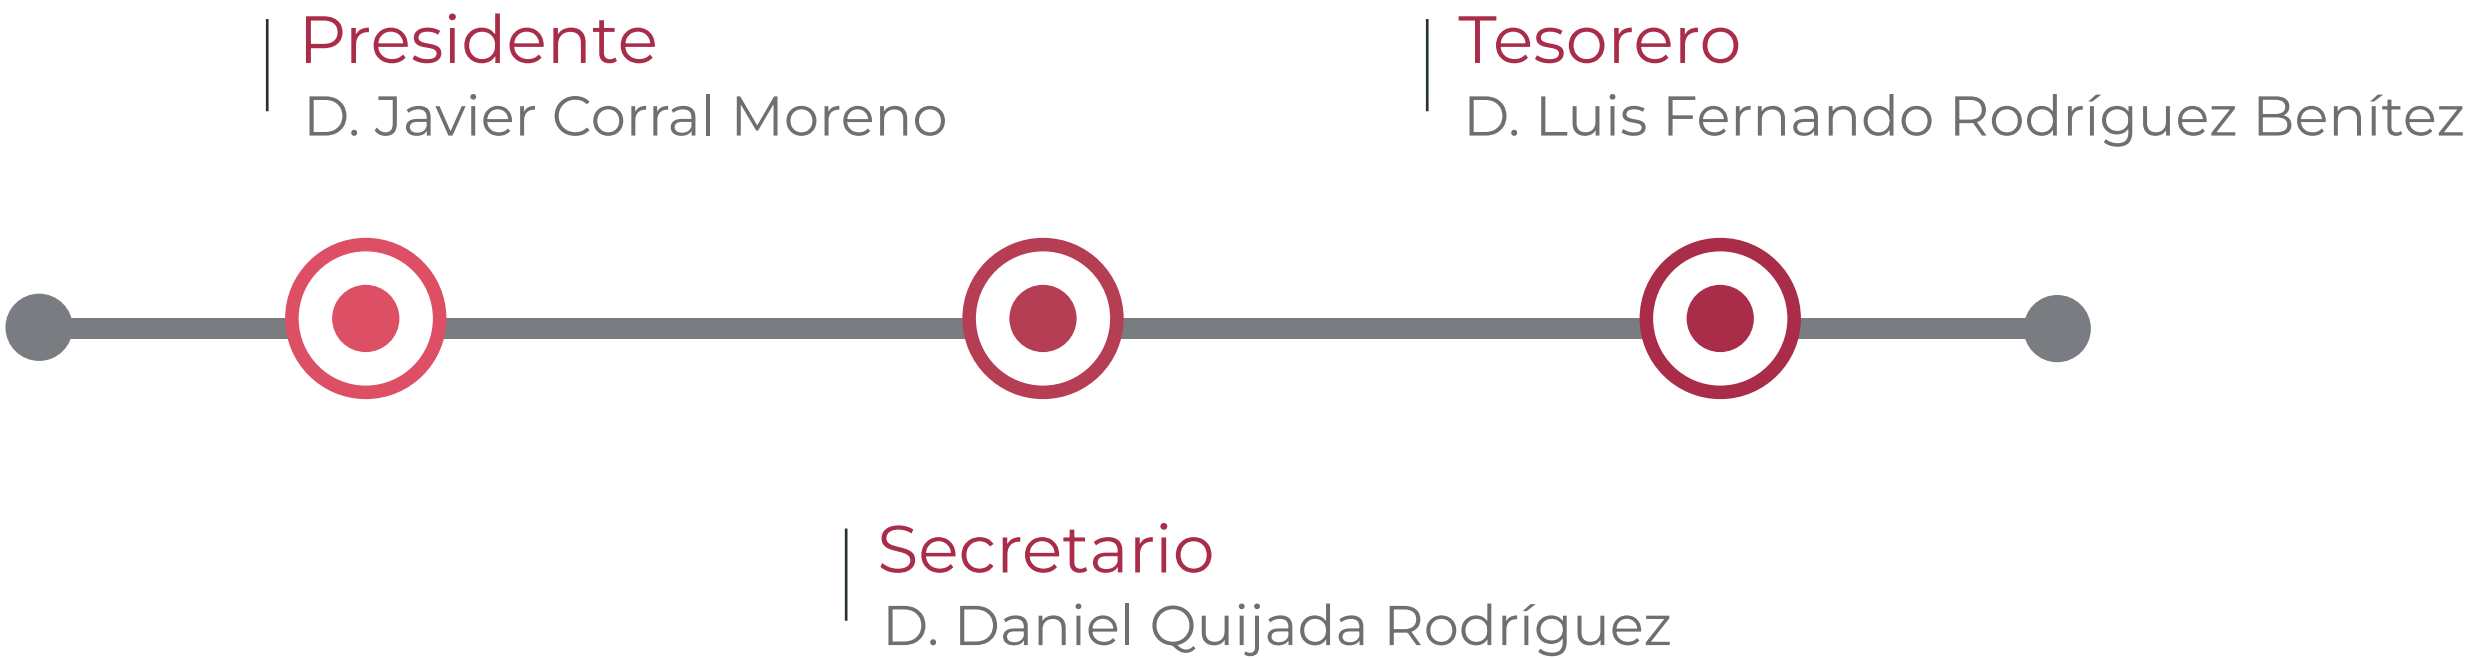 Presidente
D. Javier Corral Moreno
Tesorero
D. Luis Fernando Rodríguez Benítez
Secretario
D. Daniel Quijada Rodríguez